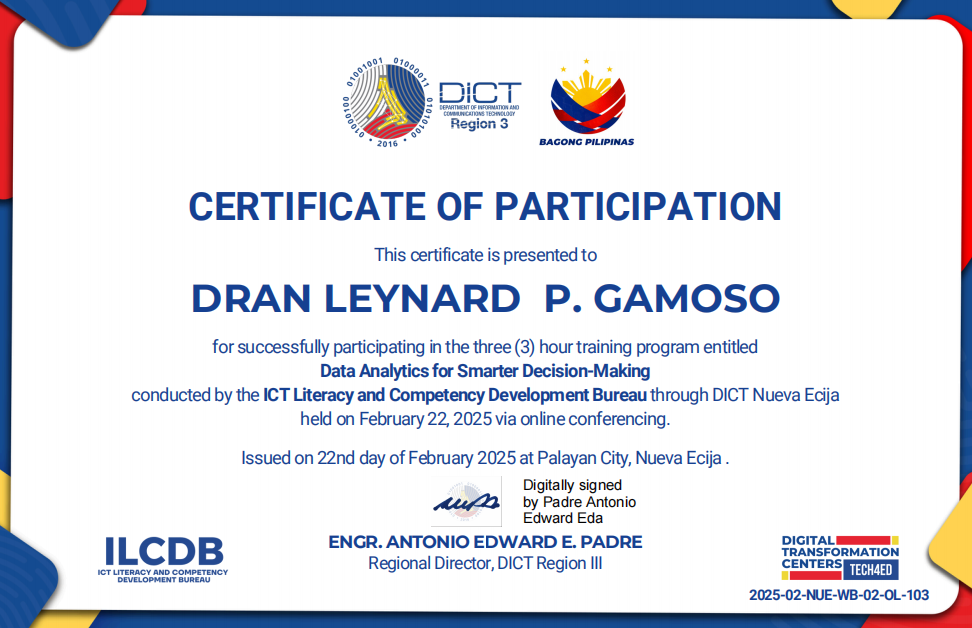 01000100 01001001 01000011 01010100
• 2016 •
DICT
DEPARTMENT OF INFORMATION AND
COMMUNICATIONS TECHNOLOGY
Region 3
BAGONG PILIPINAS
CERTIFICATE OF PARTICIPATION
This certificate is presented to
DRAN LEYNARD P. GAMOSO
for successfully participating in the three (3) hour training program entitled
Data Analytics for Smarter Decision-Making
conducted by the ICT Literacy and Competency Development Bureau through DICT Nueva Ecija
held on February 22, 2025 via online conferencing.
Issued on 22nd day of February 2025 at Palayan City, Nueva Ecija .
Digitally signed
by Padre Antonio
Edward Eda
ENGR. ANTONIO EDWARD E. PADRE
Regional Director, DICT Region III
ILCDB
ICT LITERACY AND COMPETENCY
DEVELOPMENT BUREAU
DIGITAL
TRANSFORMATION
CENTERS TECH4ED
2025-02-NUE-WB-02-OL-103